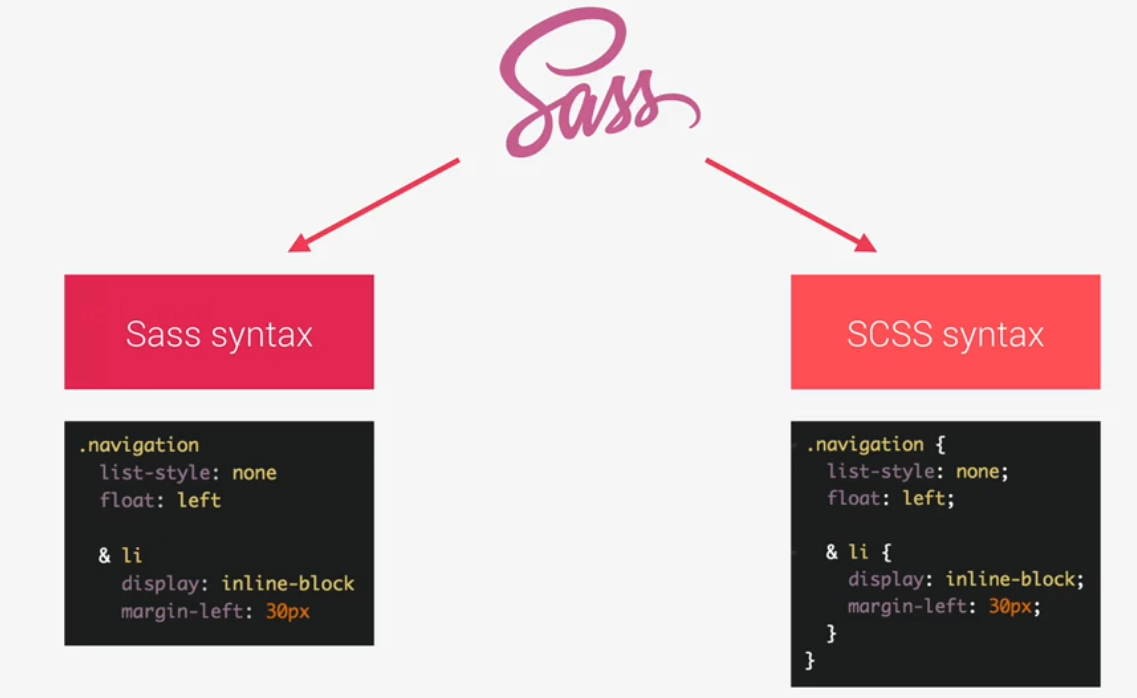 Sass
Sass syntax
.navigation
  list-style: none
  float: left

  & li
    display: inline-block
    margin-left: 30px
SCSS syntax
.navigation {
  list-style: none;
  float: left;

  & li {
    display: inline-block;
    margin-left: 30px;
  }
}